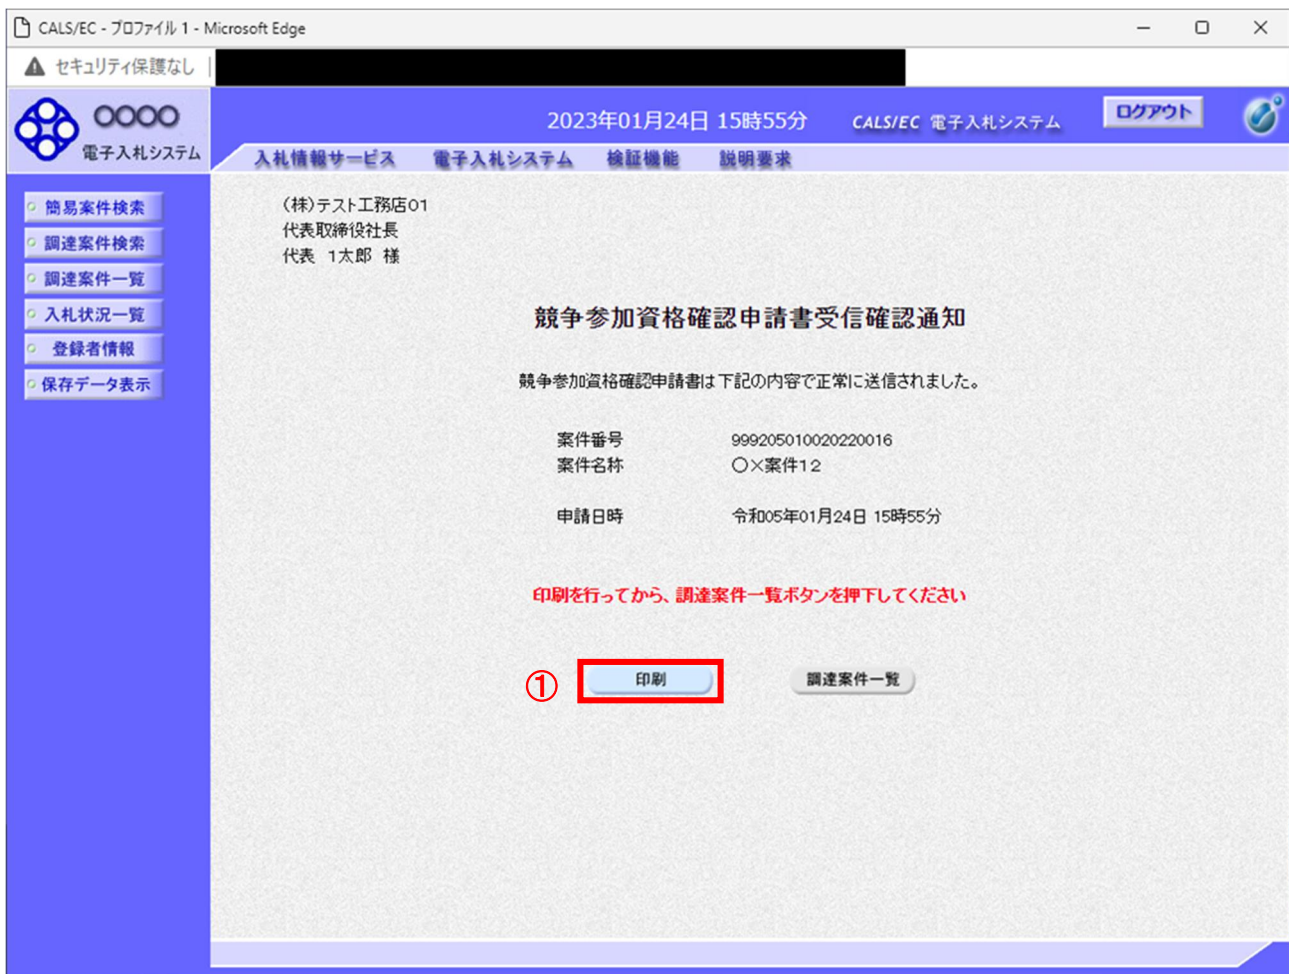 CALS/EC - プロファイル 1 - Microsoft Edge
セキュリティ保護なし
〇〇〇〇
電子入札システム
2023年01月24日 15時55分
CALS/EC 電子入札システム
ログアウト
入札情報サービス 電子入札システム 検証機能 説明要求
簡易案件検索
調達案件検索
調達案件一覧
入札状況一覧
登録者情報
保存データ表示
(株)テスト工務店01
代表取締役社長
代表 1太郎 様
競争参加資格確認申請書受信確認通知
競争参加資格確認申請書は下記の内容で正常に送信されました。
案件番号 999205010020220016
案件名称 〇×案件12
申請日時 令和05年01月24日 15時55分
印刷を行ってから、調達案件一覧ボタンを押下してください
① 印刷 調達案件一覧